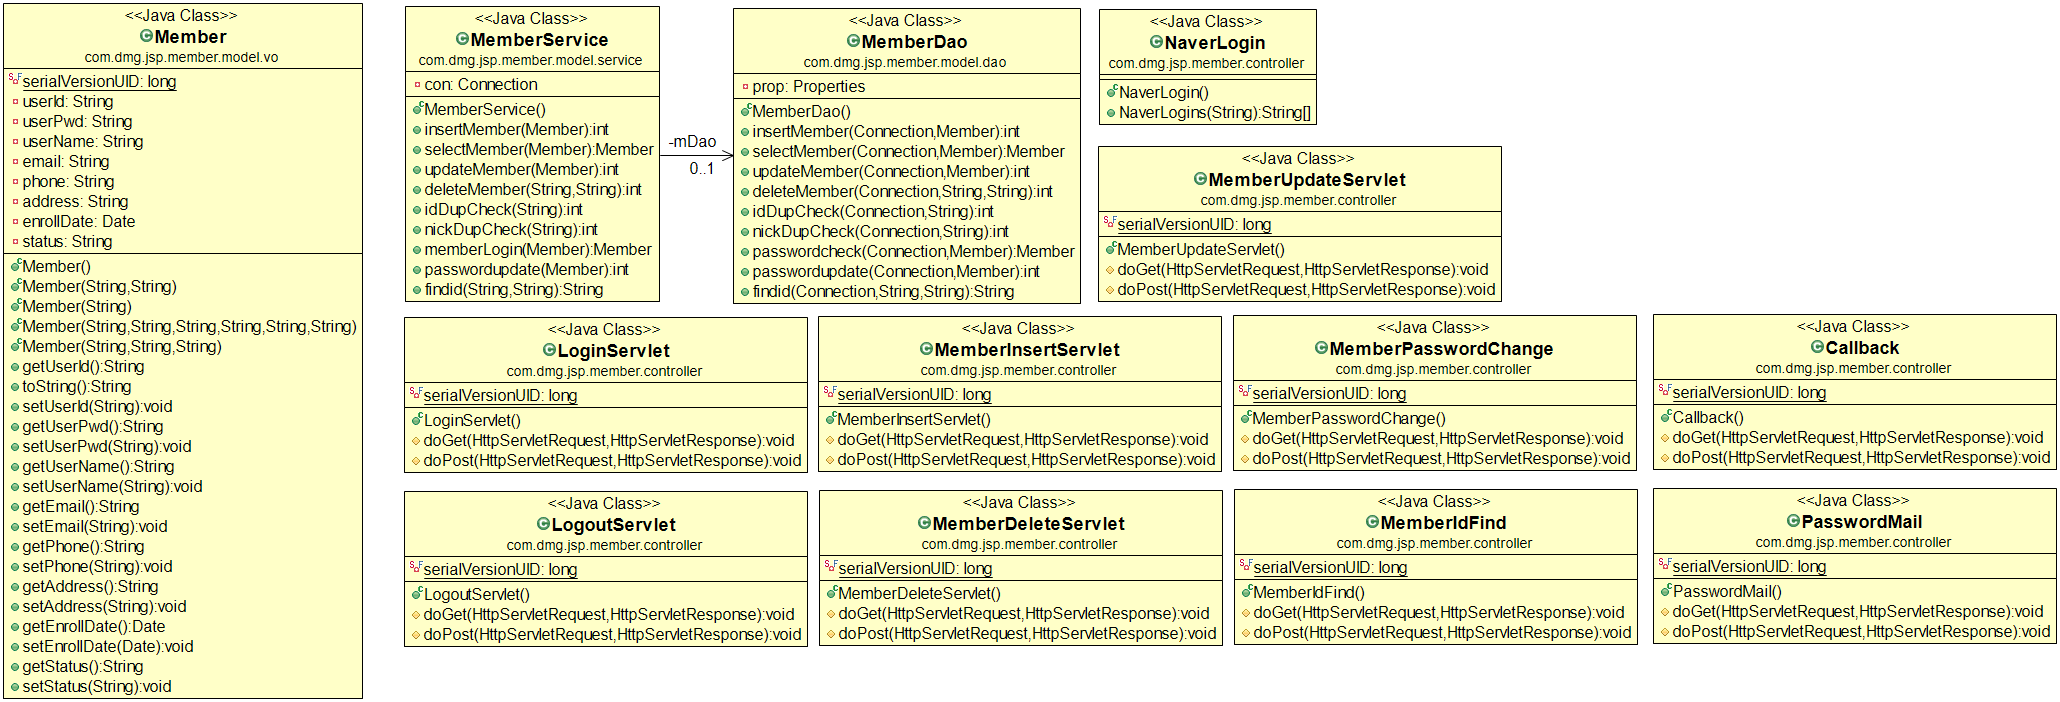 <<Java Class>>
Member
com.dmg.jsp.member.model.vo
serialVersionUID: long
userId: String
userPwd: String
userName: String
email: String
phone: String
address: String
enrollDate: Date
status: String
Member()
Member(String,String)
Member(String)
Member(String,String,String,String,String,String)
Member(String,String,String)
getUserId():String
toString():String
setUserId(String):void
getUserPwd():String
setUserPwd(String):void
getUserName():String
setUserName(String):void
getEmail():String
setEmail(String):void
getPhone():String
setPhone(String):void
getAddress():String
setAddress(String):void
getEnrollDate():Date
setEnrollDate(Date):void
getStatus():String
setStatus(String):void
<<Java Class>>
MemberService
com.dmg.jsp.member.model.service
con: Connection
MemberService()
insertMember(Member):int
selectMember(Member):Member
updateMember(Member):int
deleteMember(String,String):int
idDupCheck(String):int
nickDupCheck(String):int
memberLogin(Member):Member
passwordupdate(Member):int
findid(String,String):String
-mDao
0..1
<<Java Class>>
MemberDao
com.dmg.jsp.member.model.dao
prop: Properties
MemberDao()
insertMember(Connection,Member):int
selectMember(Connection,Member):Member
updateMember(Connection,Member):int
deleteMember(Connection,String,String):int
idDupCheck(Connection,String):int
nickDupCheck(Connection,String):int
passwordcheck(Connection,Member):Member
passwordupdate(Connection,Member):int
findid(Connection,String,String):String
<<Java Class>>
NaverLogin
com.dmg.jsp.member.controller
NaverLogin()
NaverLogins(String):String[]
<<Java Class>>
MemberUpdateServlet
com.dmg.jsp.member.controller
serialVersionUID: long
MemberUpdateServlet()
doGet(HttpServletRequest,HttpServletResponse):void
doPost(HttpServletRequest,HttpServletResponse):void
<<Java Class>>
LoginServlet
com.dmg.jsp.member.controller
serialVersionUID: long
LoginServlet()
doGet(HttpServletRequest,HttpServletResponse):void
doPost(HttpServletRequest,HttpServletResponse):void
<<Java Class>>
MemberInsertServlet
com.dmg.jsp.member.controller
serialVersionUID: long
MemberInsertServlet()
doGet(HttpServletRequest,HttpServletResponse):void
doPost(HttpServletRequest,HttpServletResponse):void
<<Java Class>>
MemberPasswordChange
com.dmg.jsp.member.controller
serialVersionUID: long
MemberPasswordChange()
doGet(HttpServletRequest,HttpServletResponse):void
doPost(HttpServletRequest,HttpServletResponse):void
<<Java Class>>
Callback
com.dmg.jsp.member.controller
serialVersionUID: long
Callback()
doGet(HttpServletRequest,HttpServletResponse):void
doPost(HttpServletRequest,HttpServletResponse):void
<<Java Class>>
LogoutServlet
com.dmg.jsp.member.controller
serialVersionUID: long
LogoutServlet()
doGet(HttpServletRequest,HttpServletResponse):void
doPost(HttpServletRequest,HttpServletResponse):void
<<Java Class>>
MemberDeleteServlet
com.dmg.jsp.member.controller
serialVersionUID: long
MemberDeleteServlet()
doGet(HttpServletRequest,HttpServletResponse):void
doPost(HttpServletRequest,HttpServletResponse):void
<<Java Class>>
MemberIdFind
com.dmg.jsp.member.controller
serialVersionUID: long
MemberIdFind()
doGet(HttpServletRequest,HttpServletResponse):void
doPost(HttpServletRequest,HttpServletResponse):void
<<Java Class>>
PasswordMail
com.dmg.jsp.member.controller
serialVersionUID: long
PasswordMail()
doGet(HttpServletRequest,HttpServletResponse):void
doPost(HttpServletRequest,HttpServletResponse):void